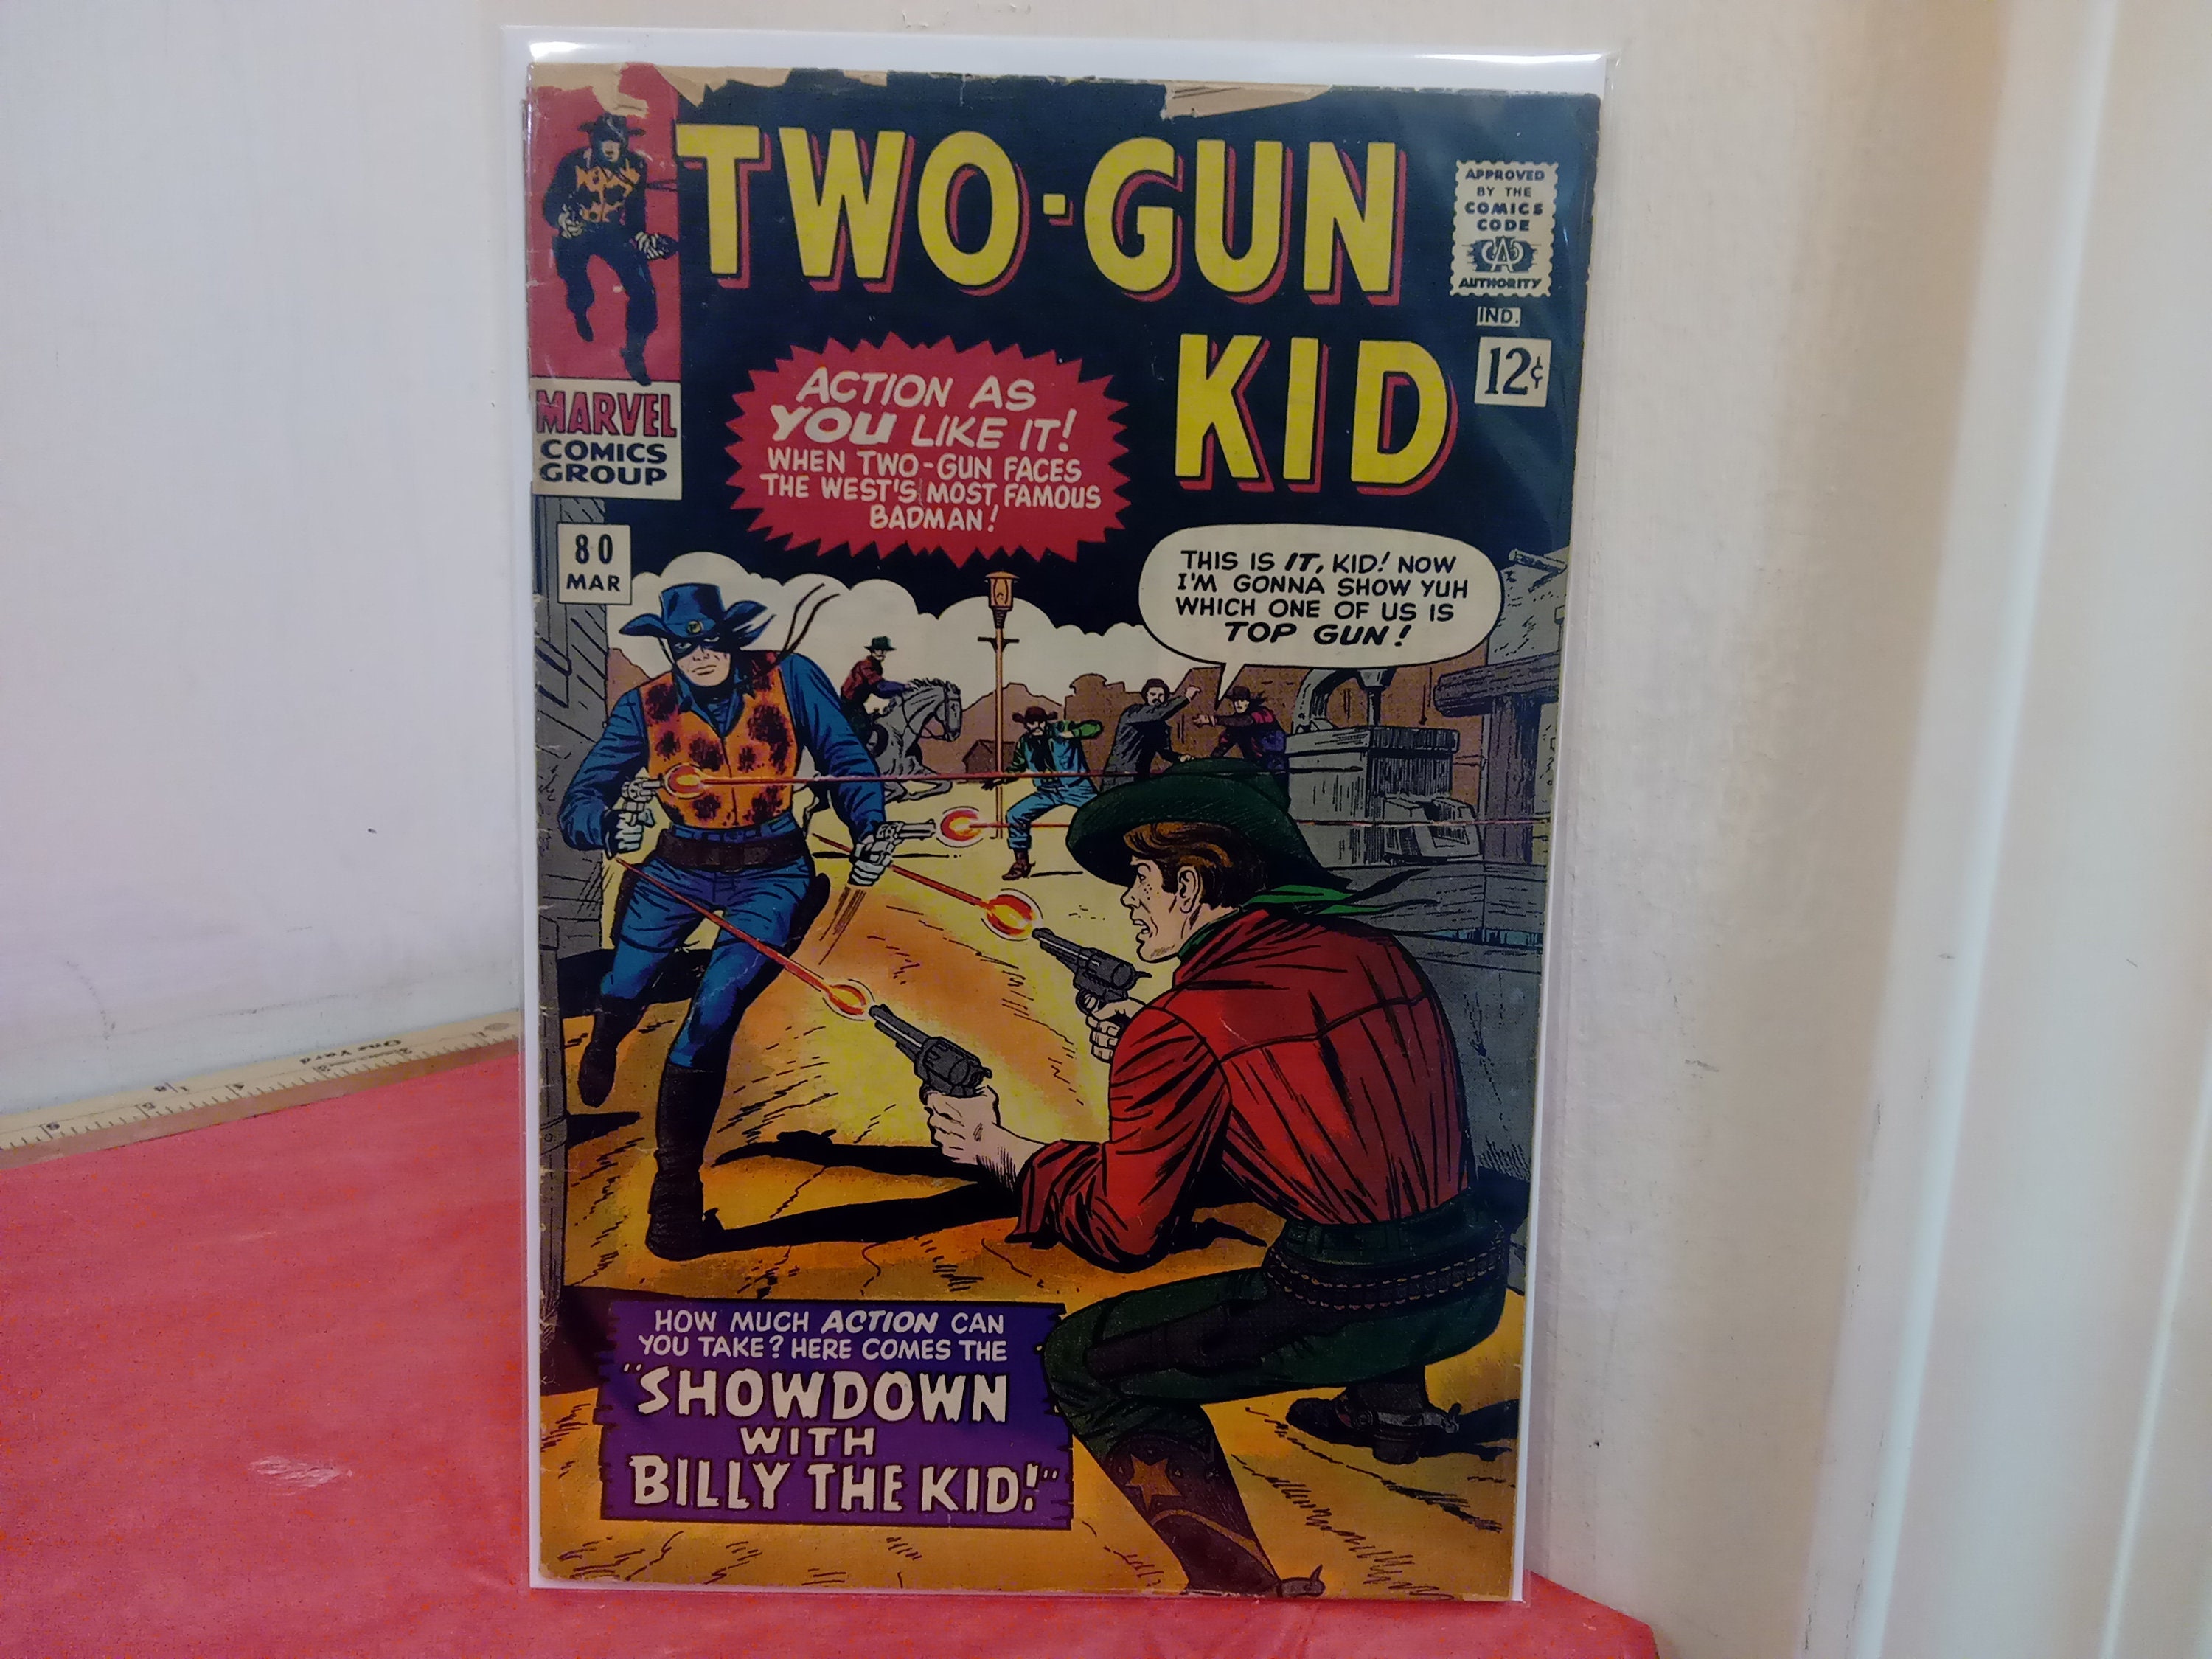 TWO-GUN
KID
APPROVED
BY THE
COMICS
CODE
CA
AUTHORITY
IND.
12¢
MARVEL
COMICS
GROUP
80
MAR
ACTION AS
YOU LIKE IT!
WHEN TWO-GUN FACES
THE WEST'S MOST FAMOUS
BADMAN!
THIS IS IT, KID! NOW
I'M GONNA SHOW YUH
WHICH ONE OF US IS
TOP GUN!
HOW MUCH ACTION CAN
YOU TAKE? HERE COMES THE
"SHOWDOWN
WITH
BILLY THE KID!"
One Yard